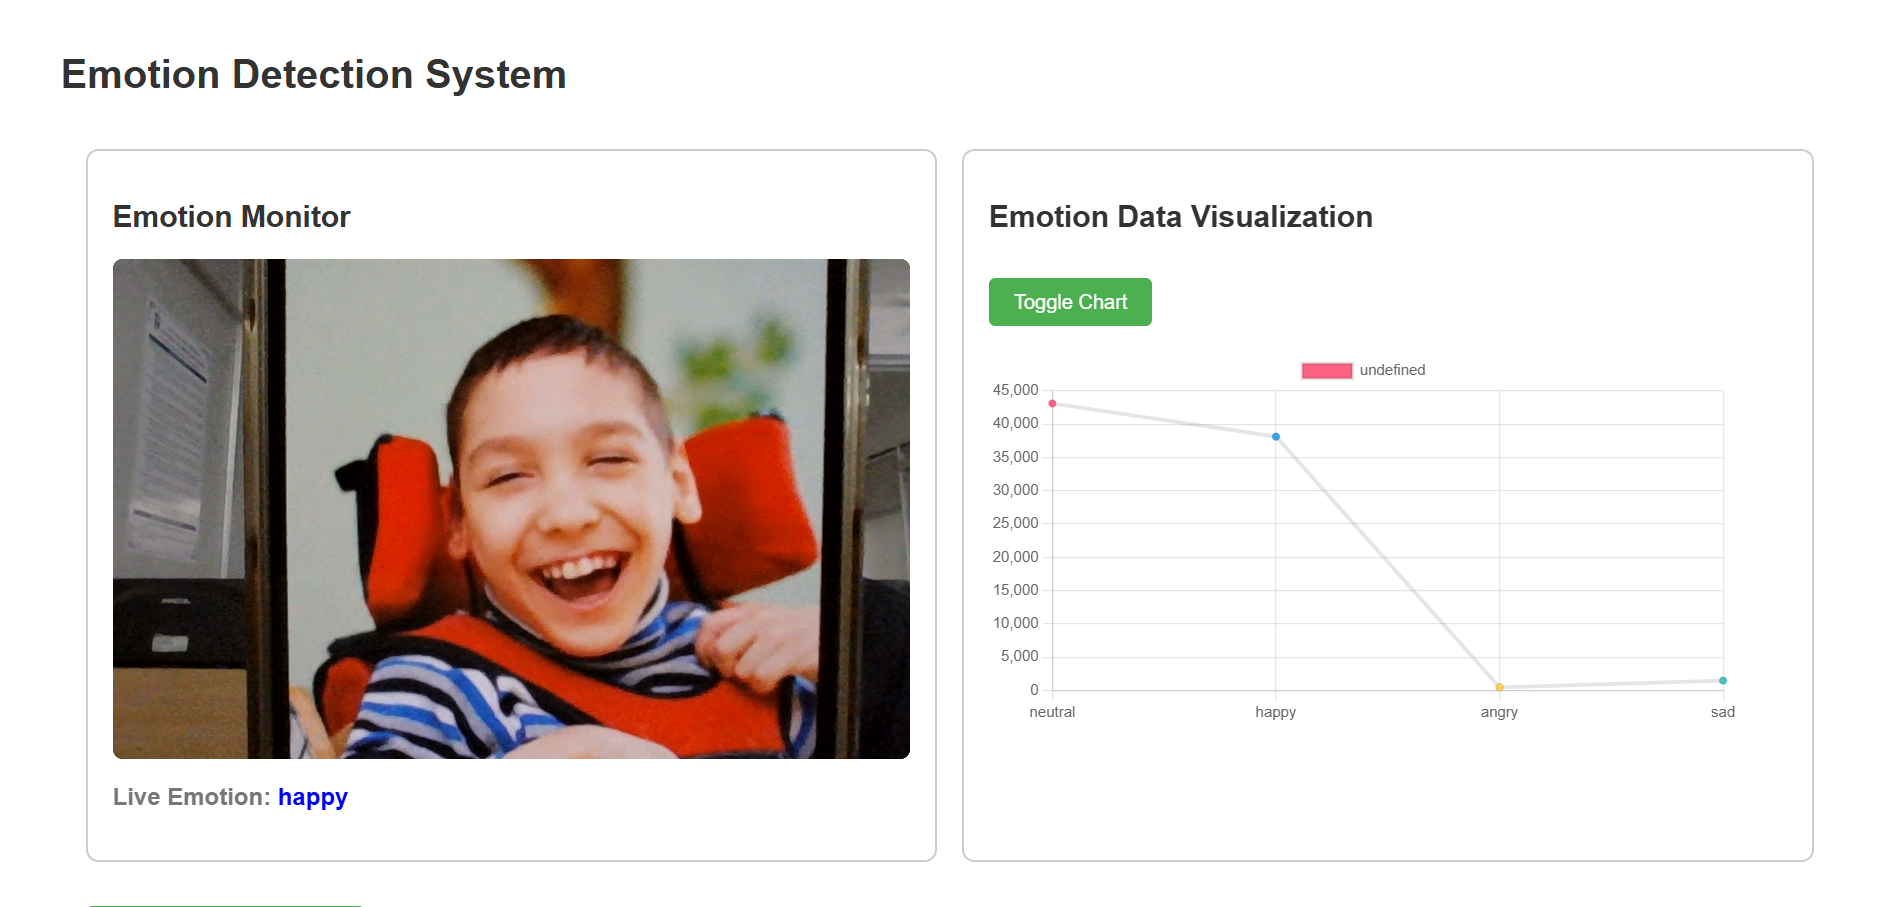 Emotion Detection System
Emotion Monitor
Live Emotion: happy
Emotion Data Visualization
Toggle Chart
undefined
45,000
40,000
35,000
30,000
25,000
20,000
15,000
10,000
5,000
0
neutral happy angry sad